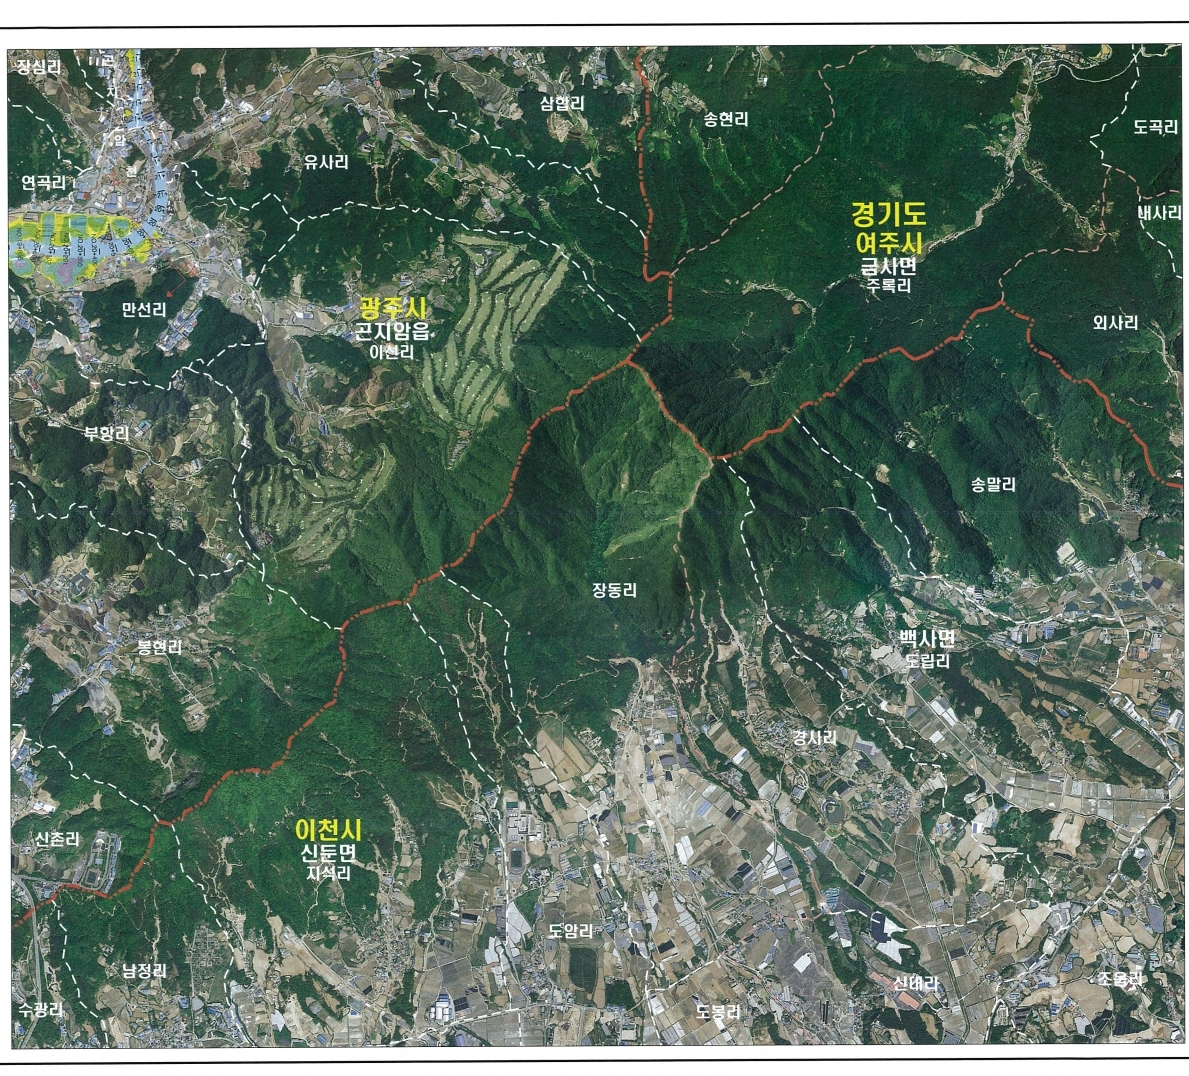 장심리
삼합리
송현리
도곡리
유사리
연곡리
내사리
경기도
여주시
금사면
주록리
만선리
광주시
곤지암읍
이선리
외사리
부항리
송말리
장동리
백사면
도립리
봉현리
경사리
이천시
신둔면
지석리
신촌리
도암리
남정리
신대리
조읍리
수광리
도봉리